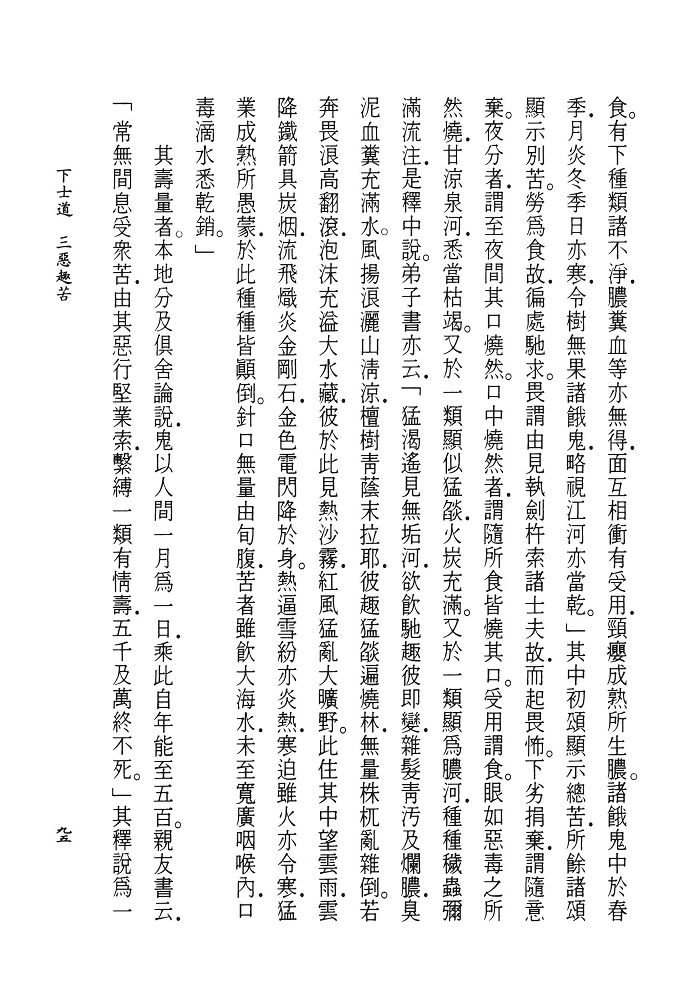 食。有下種類諸不淨．膿糞血等亦無得．面互相衝有受用．頸癭成熟所生膿。諸餓鬼中於春
季．月炎冬季日亦寒．令樹無果諸餓鬼．略視江河亦當乾。」其中初頌顯示總苦．所餘諸頌
顯示別苦。勞爲食故．徧處馳求。畏謂由見執劍杵索諸士夫故．而起畏怖。下劣捐棄．謂隨意
棄。夜分者．謂至夜間其口燒然。口中燒然者．謂隨所食皆燒其口。受用謂食。眼如惡毒之所
然燒．甘涼泉河．悉當枯竭。又於一類顯似猛燄．火炭充滿。又於一類顯爲膿河．種種穢蟲彌
滿流注．是釋中說。弟子書亦云．「猛渴遙見無垢河．欲飲馳趣彼即變．雜髮青汚及爛膿．臭
泥血糞充滿水。風揚浪灑山清涼．檀樹青蔭末拉耶．彼趣猛燄遍燒林．無量株杌亂雜倒。若
奔畏浪高翻滾．泡沫充溢大水藏．彼於此見熱沙霧．紅風猛亂大曠野。此住其中望雲雨．雲
降鐵箭具炭烟．流飛熾炎金剛石．金色電閃降於身。熱逼雪紛亦炎熱．寒迫雖火亦令寒．猛
業成熟所愚蒙．於此種種皆顚倒。針口無量由旬腹．苦者雖飲大海水．未至寬廣咽喉內．口
毒滴水悉乾銷。」
其壽量者。本地分及俱舍論說．鬼以人間一月爲一日．乘此自年能至五百。親友書云．
「常無間息受衆苦．由其惡行堅業索．繫縛一類有情壽．五千及萬終不死。」其釋說爲一
下士道 三惡趣苦
九五